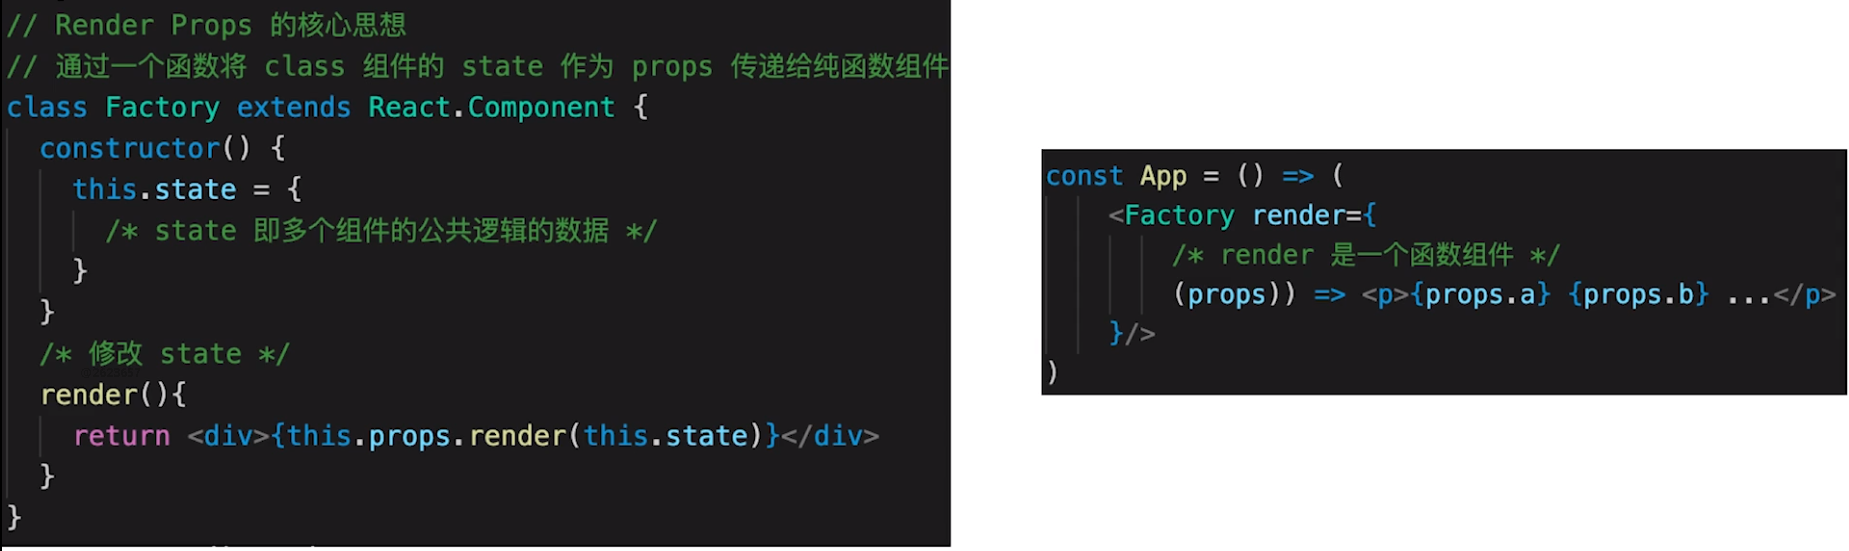 // Render Props 的核心思想
// 通过一个函数将 class 组件的 state 作为 props 传递给纯函数组件
class Factory extends React.Component {
  constructor() {
    this.state = {
      /* state 即多个组件的公共逻辑的数据 */
    }
  }
  /* 修改 state */
  render(){
    return <div>{this.props.render(this.state)}</div>
  }
}
const App = () => (
    <Factory render={
        /* render 是一个函数组件 */
        (props)) => <p>{props.a} {props.b} ...</p>
    }/>
)